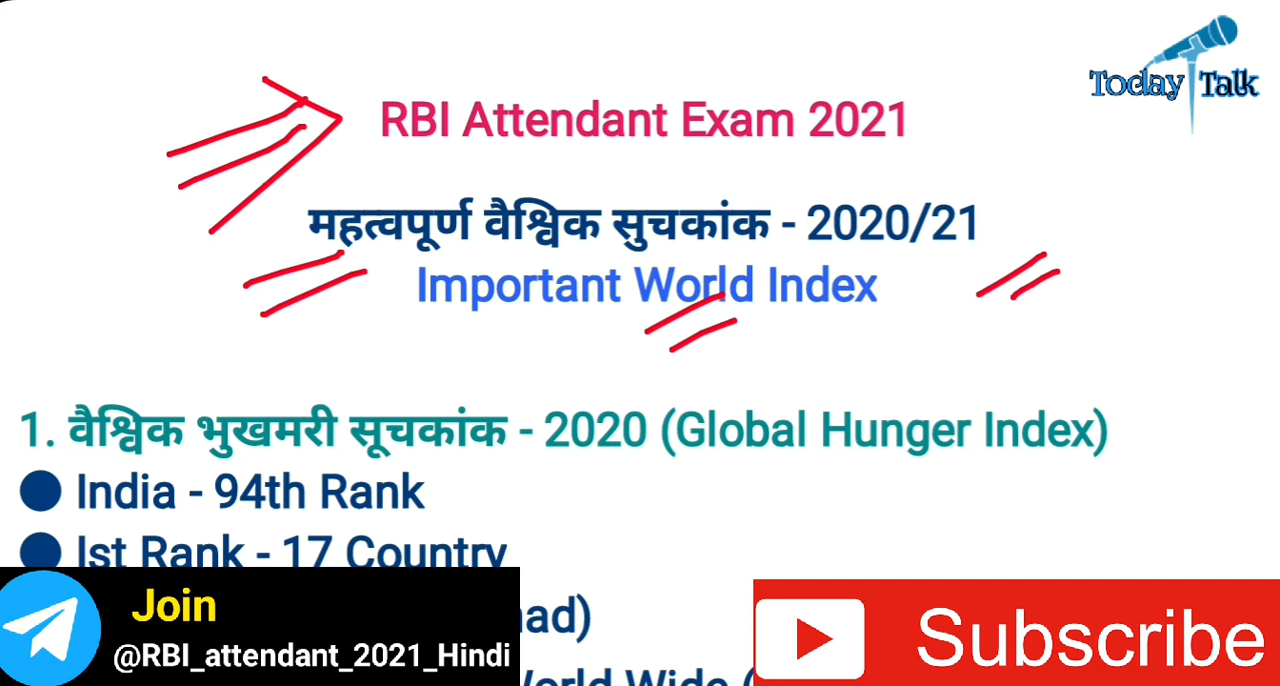 Today Talk
RBI Attendant Exam 2021
महत्वपूर्ण वैश्विक सुचकांक - 2020/21
Important World Index
1. वैश्विक भुखमरी सूचकांक - 2020 (Global Hunger Index)
● India - 94th Rank
● Ist Rank - 17 Country
Join
@RBI_attendant_2021_Hindi
Subscribe